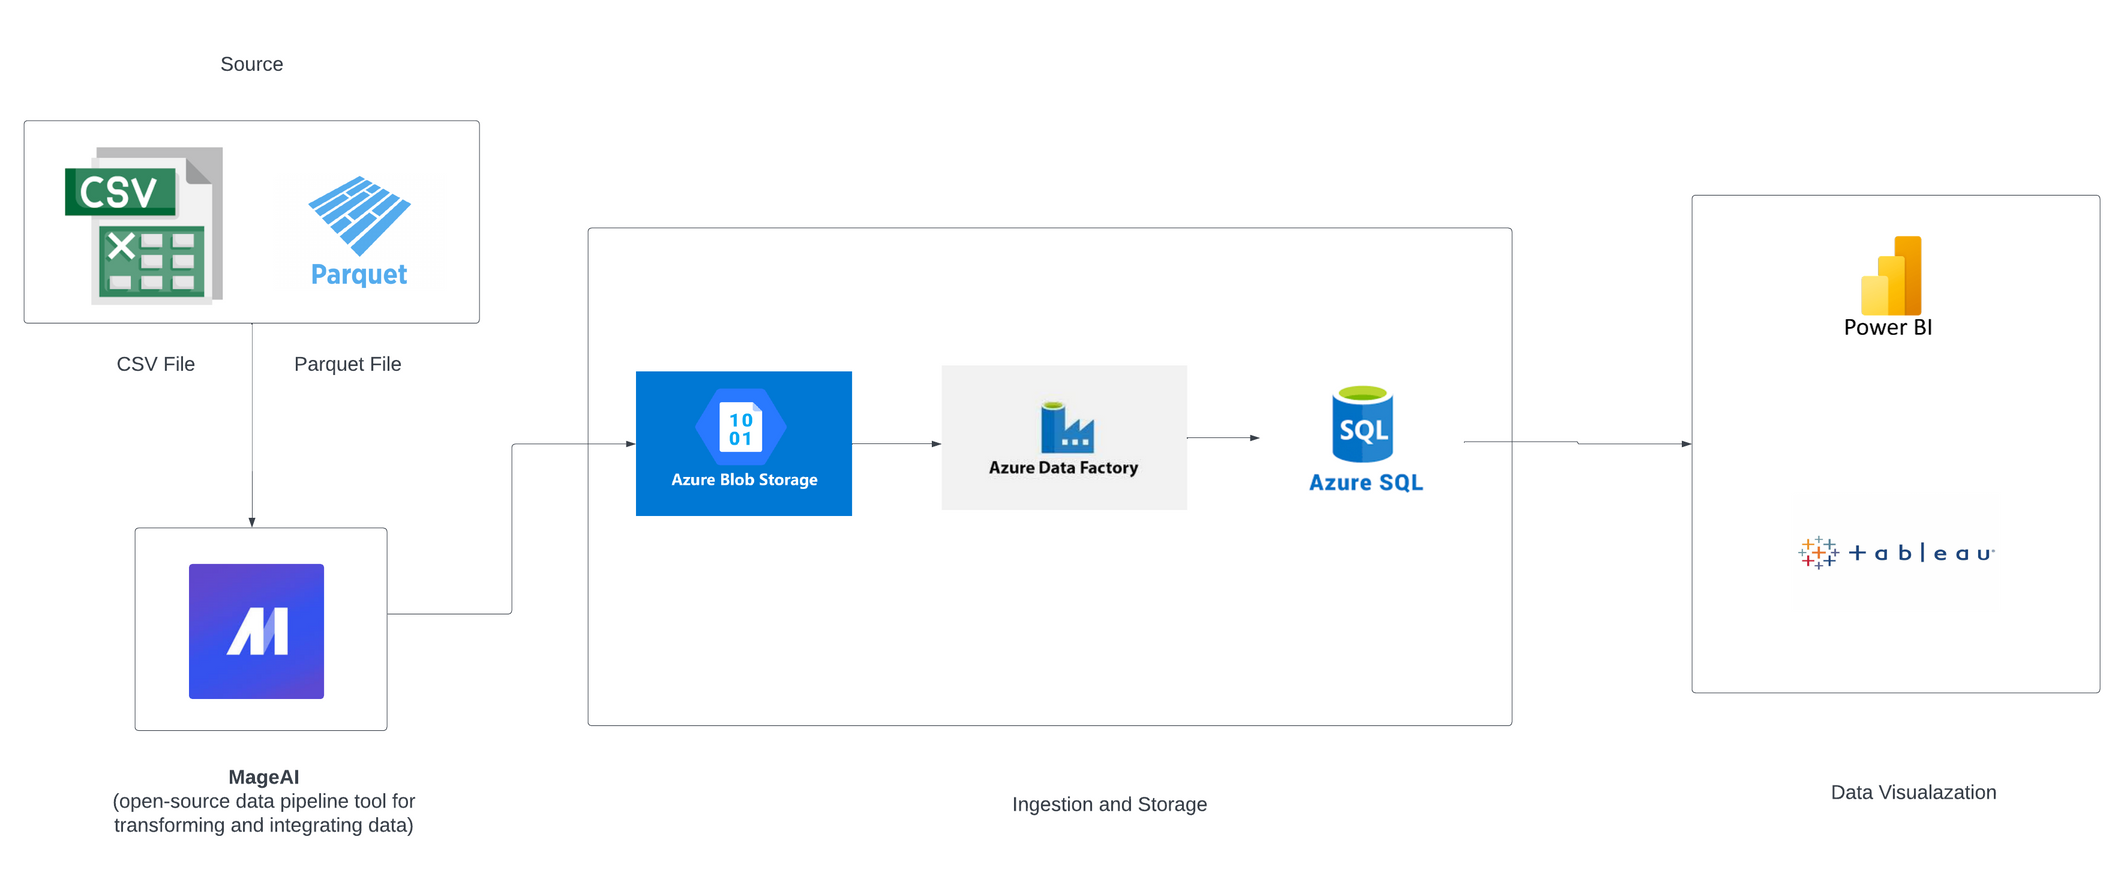 Source
CSV
Parquet
CSV File
Parquet File
MageAI
(open-source data pipeline tool for
transforming and integrating data)
10
01
Azure Blob Storage
Azure Data Factory
SQL
Azure SQL
Ingestion and Storage
Power BI
+ableau
Data Visualazation